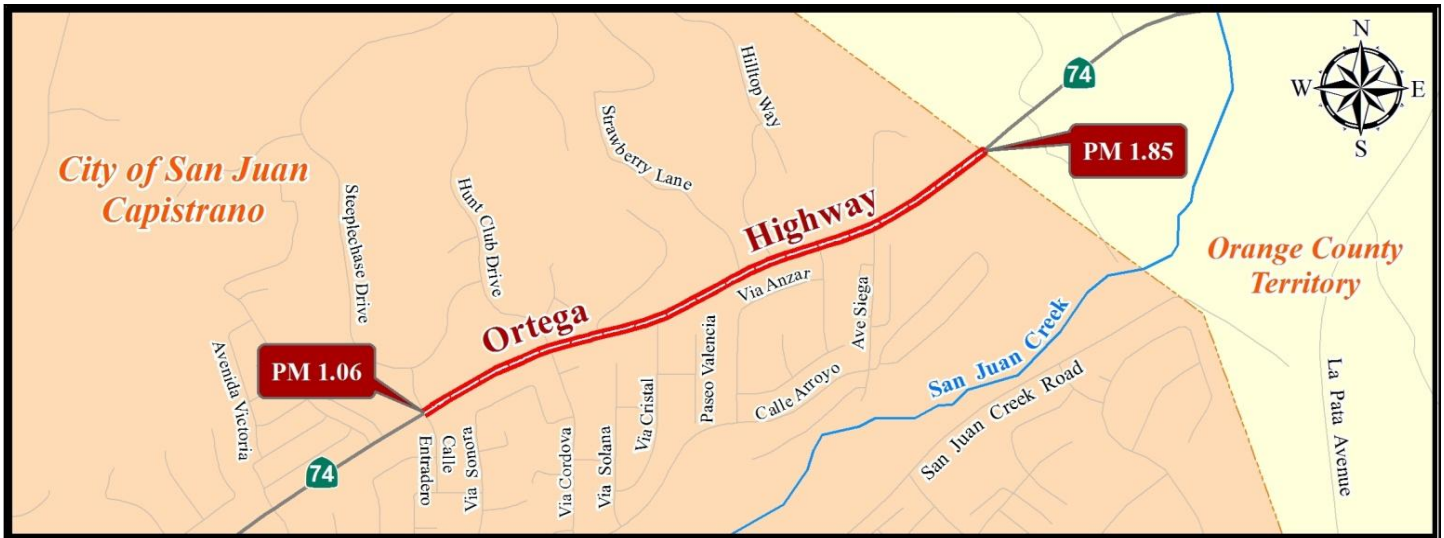 City of San Juan
Capistrano
Steeplechase Drive
Hunt Club Drive
Strawberry Lane
Hilltop Way
74
N
W
E
S
PM 1.85
Ortega
Highway
Via Anzar
Ave Siega
Orange County
Territory
PM 1.06
Avenida Victoria
Paseo Valencia
Calle Arroyo
San Juan Creek
San Juan Creek Road
La Pata Avenue
Via Cristal
Via Solana
Via Cordova
Via Sonora
Calle
Entradero
74